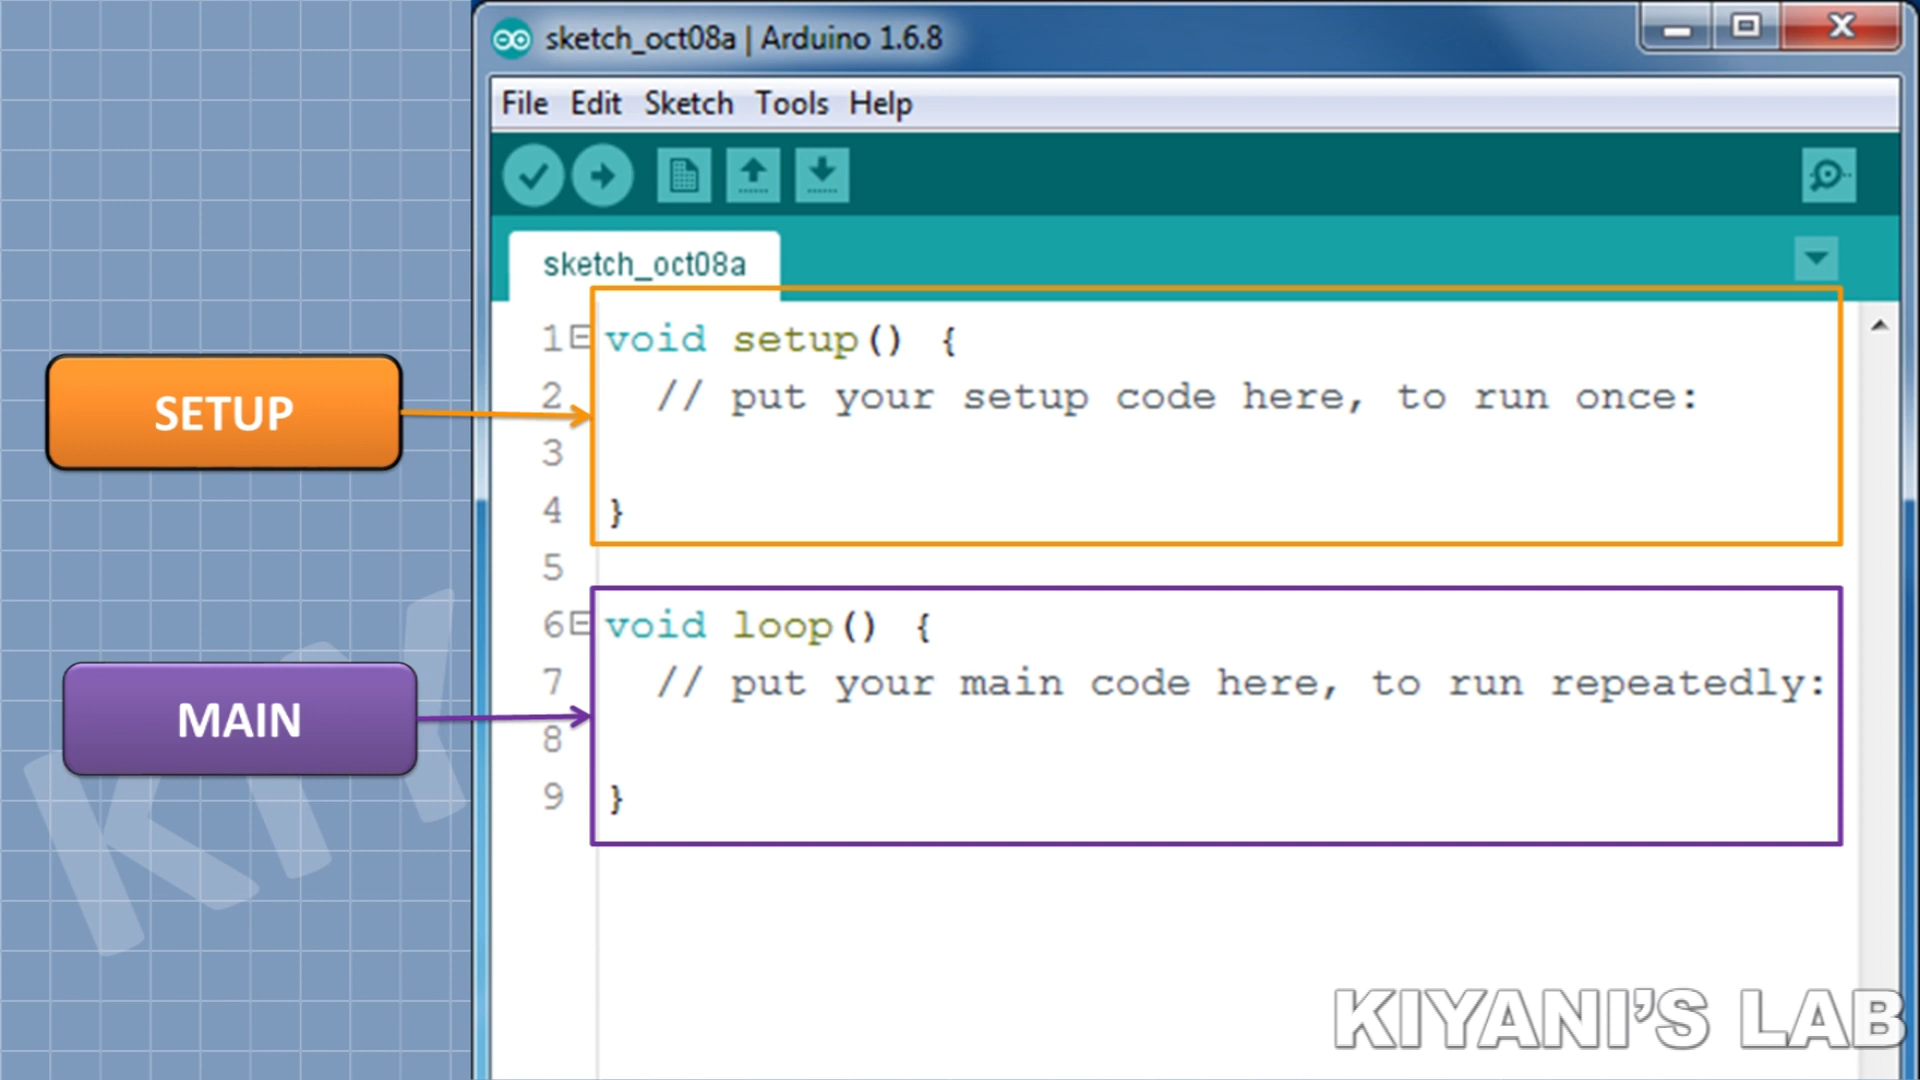 sketch_oct08a | Arduino 1.6.8
File Edit Sketch Tools Help
sketch_oct08a
1 void setup() {
2 // put your setup code here, to run once:
3
4 }
5
6 void loop() {
7 // put your main code here, to run repeatedly:
8
9 }
SETUP
MAIN
KIY
KIYANI'S LAB